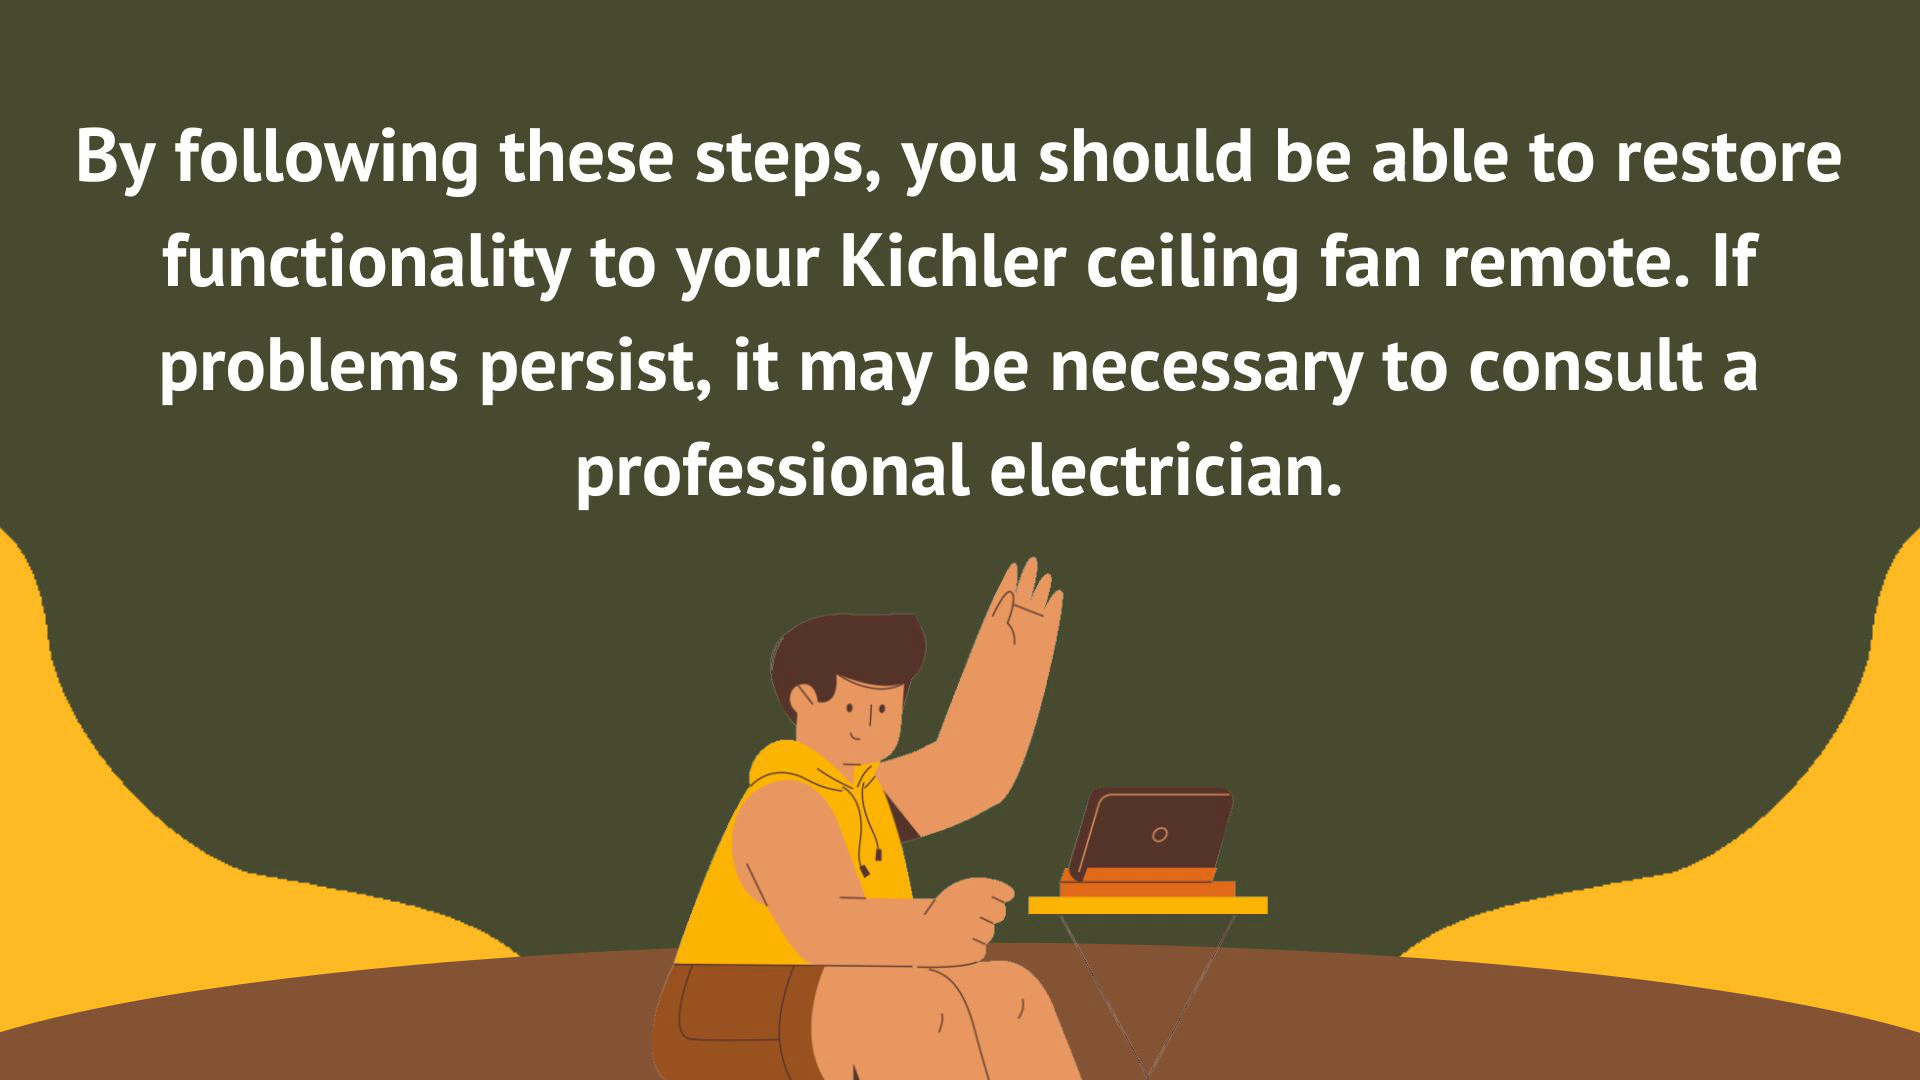 By following these steps, you should be able to restore
functionality to your Kichler ceiling fan remote. If
problems persist, it may be necessary to consult a
professional electrician.